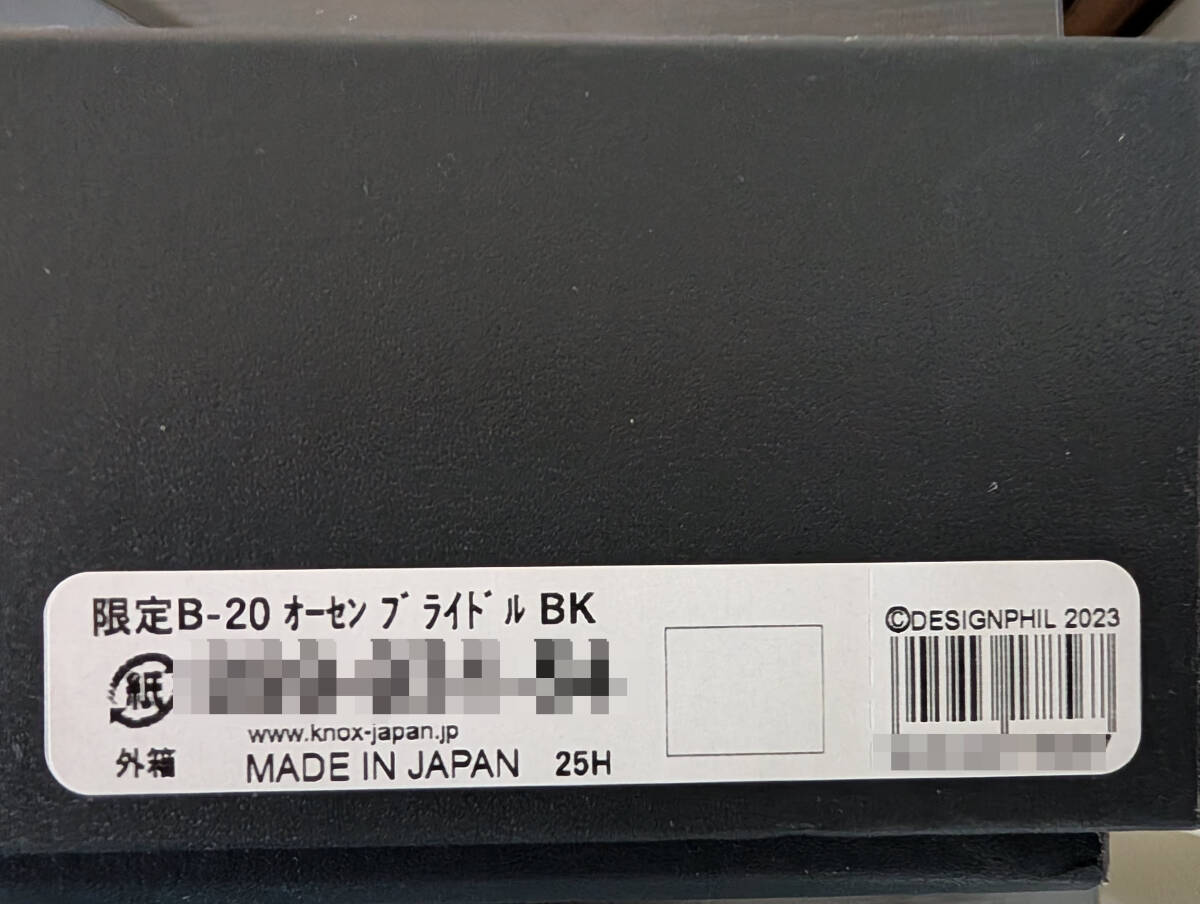 限定B-20 ｵｰｾﾝ ﾌﾞﾗｲﾄﾞﾙ BK
紙
外箱
www.knox-japan.jp
MADE IN JAPAN 25H
©DESIGNPHIL 2023